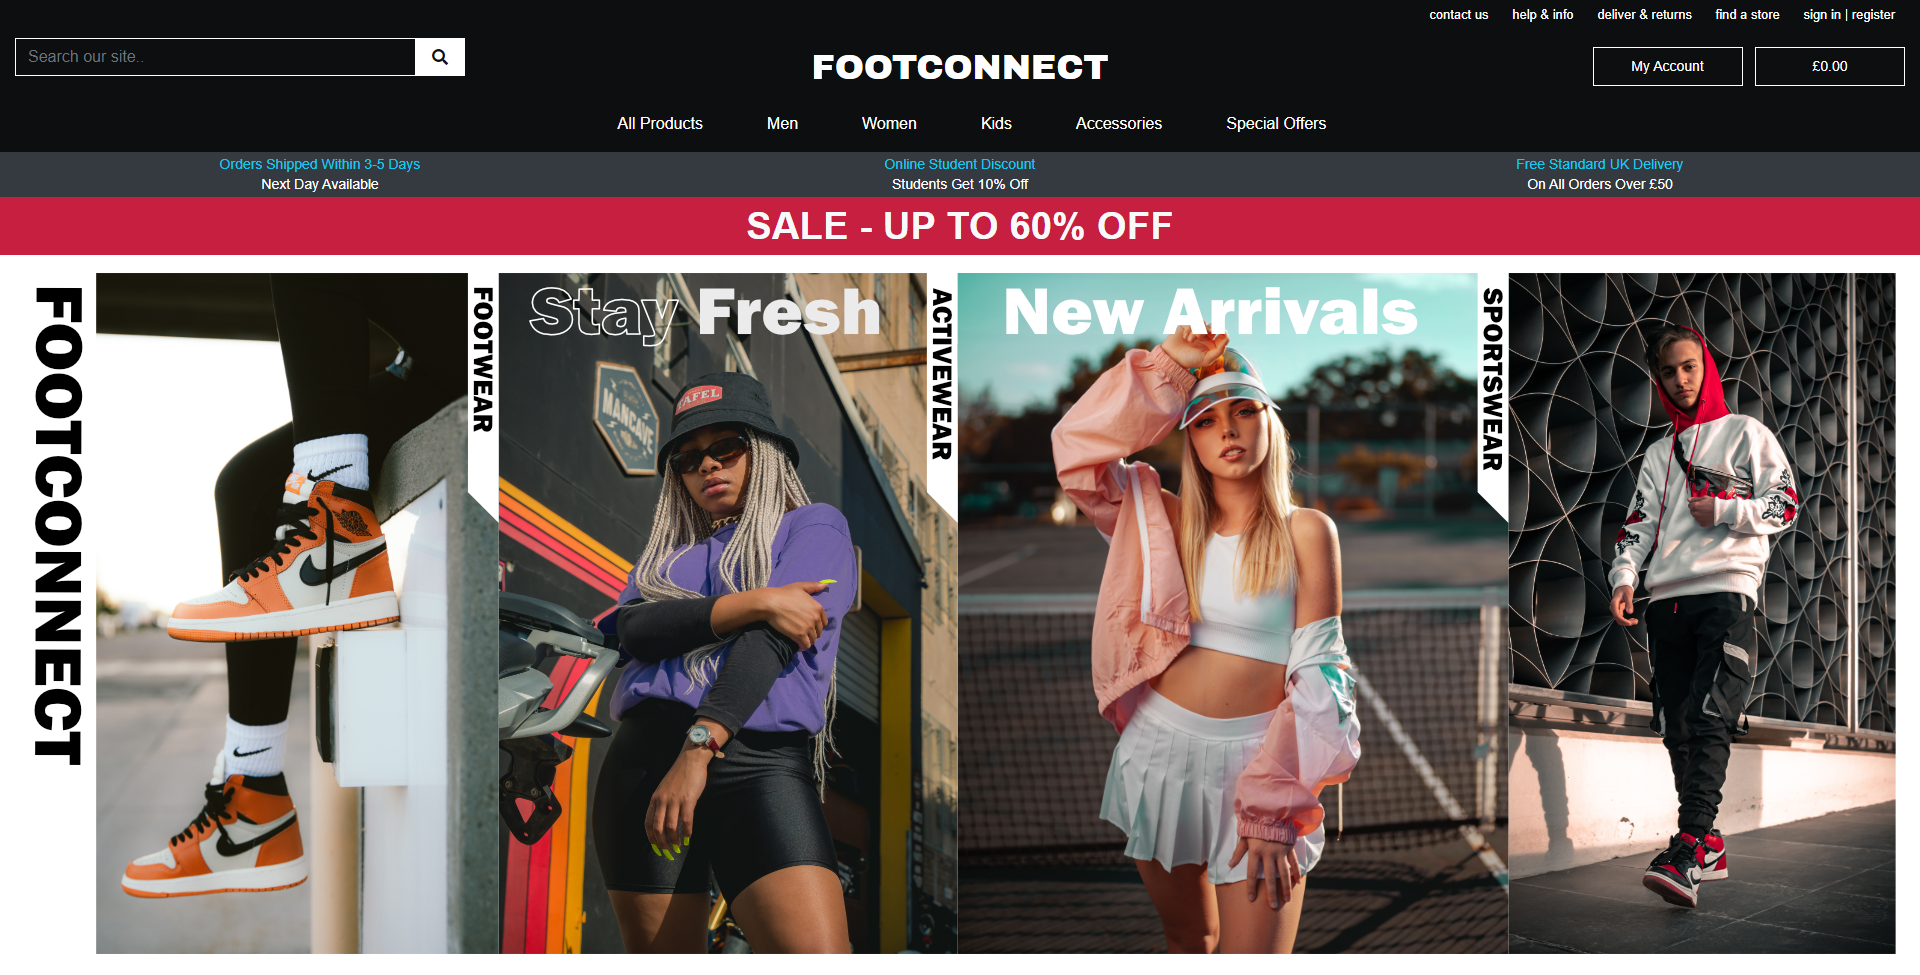 contact us help & info deliver & returns find a store sign in | register
Search our site..
FOOTCONNECT
My Account £0.00
All Products Men Women Kids Accessories Special Offers
Orders Shipped Within 3-5 Days
Next Day Available
Online Student Discount
Students Get 10% Off
Free Standard UK Delivery
On All Orders Over £50
SALE - UP TO 60% OFF
FOOTCONNECT
FOOTWEAR
Stay Fresh
MANCAVE
ACTIVEWEAR
New Arrivals
SPORTSWEAR